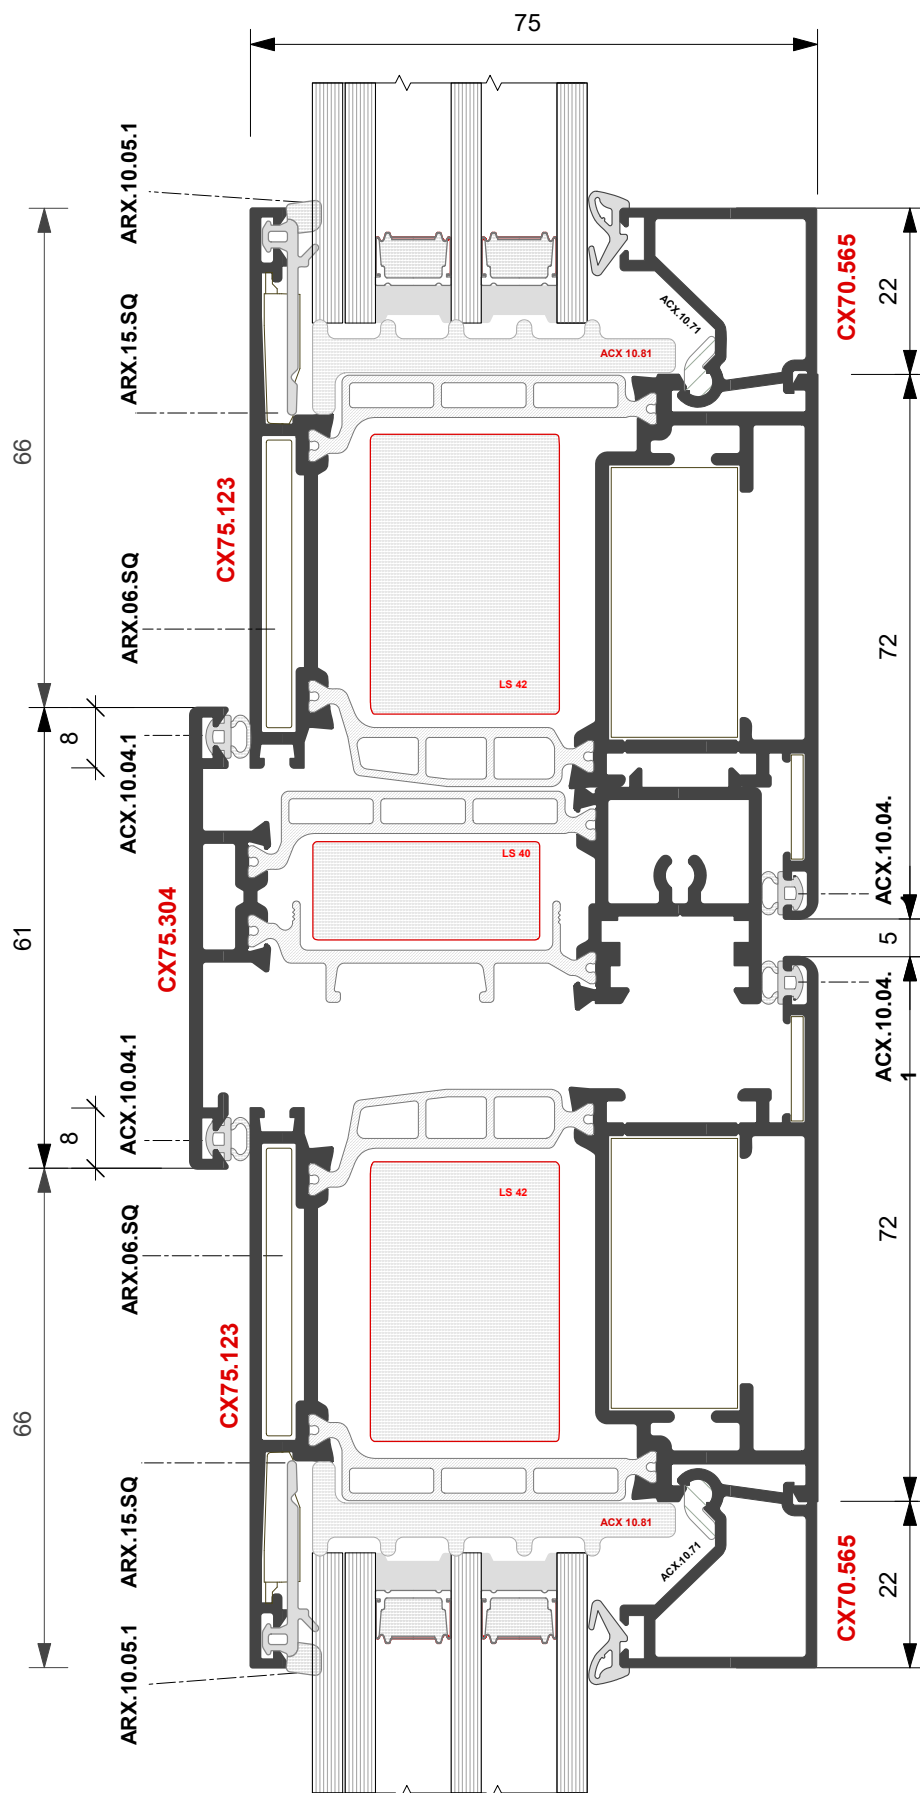 75
ARX.10.05.1
CX70.565
22
ACX.10.71
ARX.15.SQ
ACX 10.81
66
CX75.123
72
ARX.06.SQ
LS 42
8
ACX.10.04.1
LS 40
CX75.304
ACX.10.04.
1
61
5
ACX.10.04.
1
ACX.10.04.1
8
LS 42
ARX.06.SQ
72
CX75.123
66
ARX.15.SQ
ACX 10.81
ACX.10.71
CX70.565
22
ARX.10.05.1